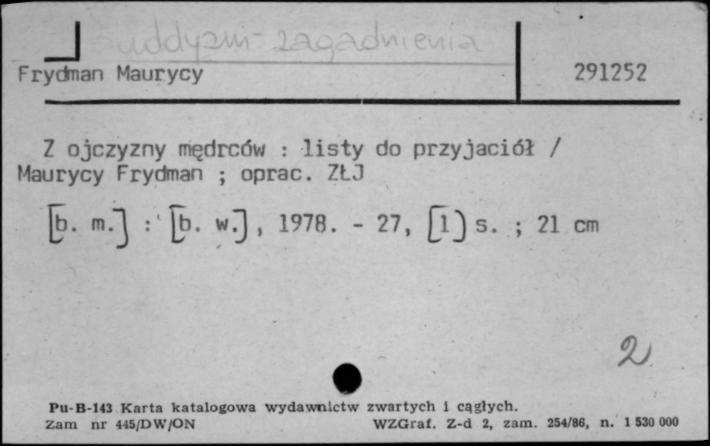 Buddyzm - zagadnienia
Frydman Maurycy 291252
Z ojczyzny mędrców : listy do przyjaciół /
Maurycy Frydman ; oprac. ZŁJ
[b. m.] : [b. w.], 1978. - 27, [1] s. ; 21 cm
2
Pu-B-143 Karta katalogowa wydawnictw zwartych i ciągłych.
Zam nr 445/DW/ON WZGraf. Z-d 2, zam. 254/86, n. 1 530 000